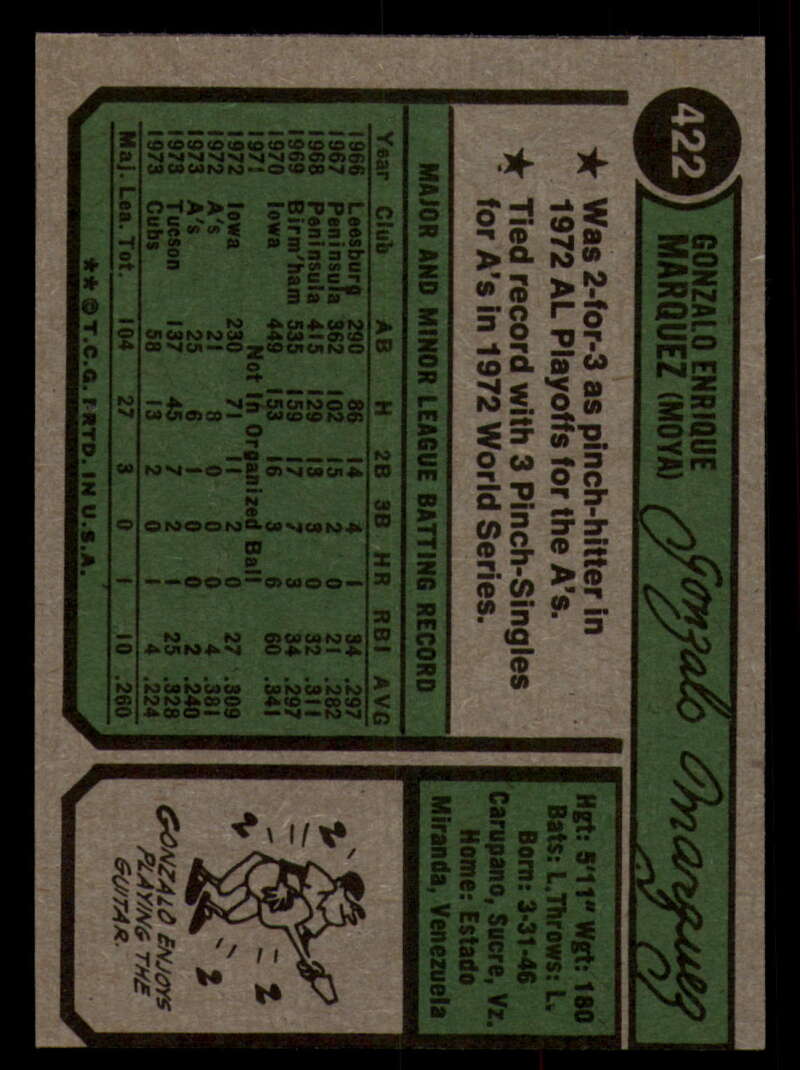 422
GONZALO ENRIQUE
MARQUEZ (MOYA)
Gonzalo Marquez
★ Was 2-for-3 as pinch-hitter in
1972 AL Playoffs for the A's.
★ Tied record with 3 Pinch-Singles
for A's in 1972 World Series.
MAJOR AND MINOR LEAGUE BATTING RECORD
Year Club AB H 2B 3B HR RBI AVG
1966 Leesburg 290 86 14 4 1 34 .297
1967 Peninsula 362 102 15 2 0 21 .282
1968 Peninsula 415 129 13 3 0 32 .311
1969 Birm'ham 535 159 17 7 3 34 .297
1970 Iowa 449 153 16 3 6 60 .341
1971 Not In Organized Ball
1972 Iowa 230 71 11 2 0 27 .309
1972 A's 21 8 0 0 0 4 .381
1973 A's 25 6 1 0 0 2 .240
1973 Tucson 137 45 7 2 1 25 .328
1973 Cubs 58 13 2 0 1 4 .224
Maj. Lea. Tot. 104 27 3 0 1 10 .260
** © T.C.G. PRTD. IN U.S.A.
Hgt: 5'11" Wgt: 180
Bats: L. Throws: L.
Born: 3-31-46
Carupano, Sucre, Vz.
Home: Estado
Miranda, Venezuela
GONZALO ENJOYS
PLAYING THE
GUITAR.